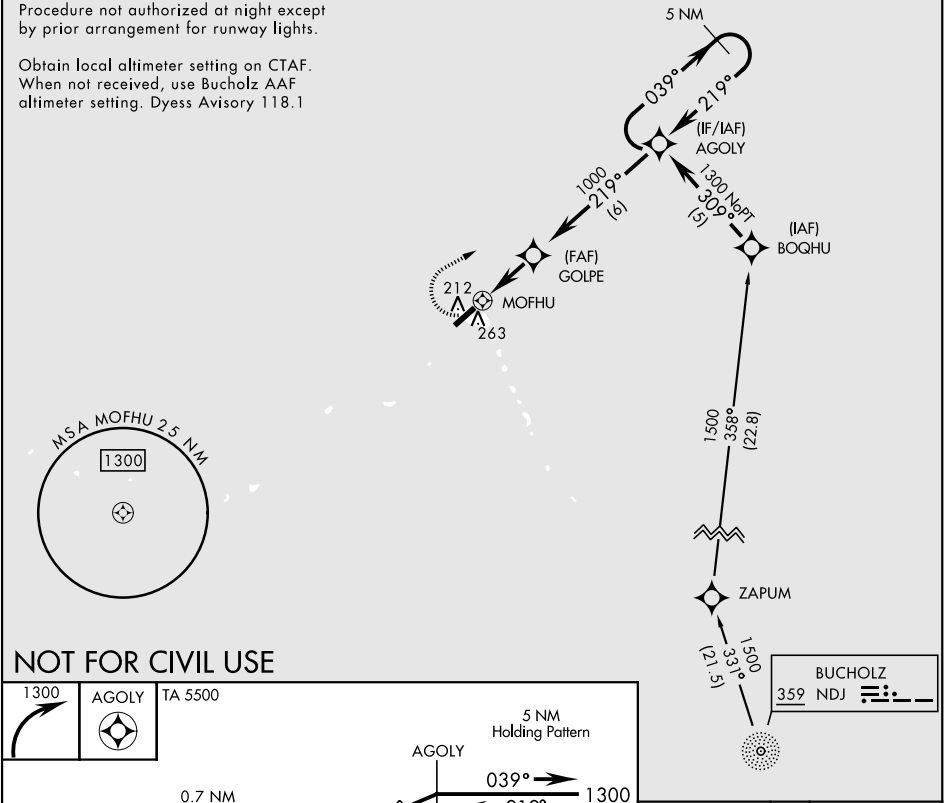 Procedure not authorized at night except
by prior arrangement for runway lights.
Obtain local altimeter setting on CTAF.
When not received, use Bucholz AAF
altimeter setting. Dyess Avisory 118.1
5 NM
039°
219°
(IF/IAF)
AGOLY
1000
219°
(6)
1300 NoPT
309°
(5)
(IAF)
BOQHU
(FAF)
GOLPE
212
MOFHU
263
MSA MOFHU 25 NM
1300
1500
358°
(22.8)
ZAPUM
1500
331°
(21.5)
BUCHOLZ
359 NDJ
NOT FOR CIVIL USE
1300
AGOLY
TA 5500
5 NM
Holding Pattern
AGOLY
039°
1300
219°
0.7 NM